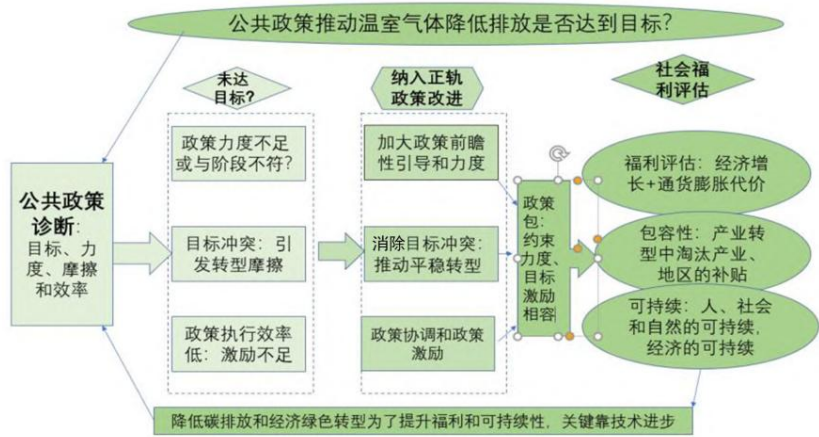 公共政策推动温室气体降低排放是否达到目标？
未达
目标？
纳入正轨
政策改进
社会福
利评估
公共政策
诊断：
目标、力
度、摩擦
和效率
政策力度不足
或与阶段不符？
目标冲突：引
发转型摩擦
政策执行效率
低：激励不足
加大政策前瞻
性引导和力度
消除目标冲突：
推动平稳转型
政策协调和政策
激励
政策
包：
约束
力度、
目标
激励
相容
福利评估：经济增
长+通货膨胀代价
包容性：产业转
型中淘汰产业、
地区的补贴
可持续：人、社会
和自然的可持续，
经济的可持续
降低碳排放和经济绿色转型为了提升福利和可持续性，关键靠技术进步